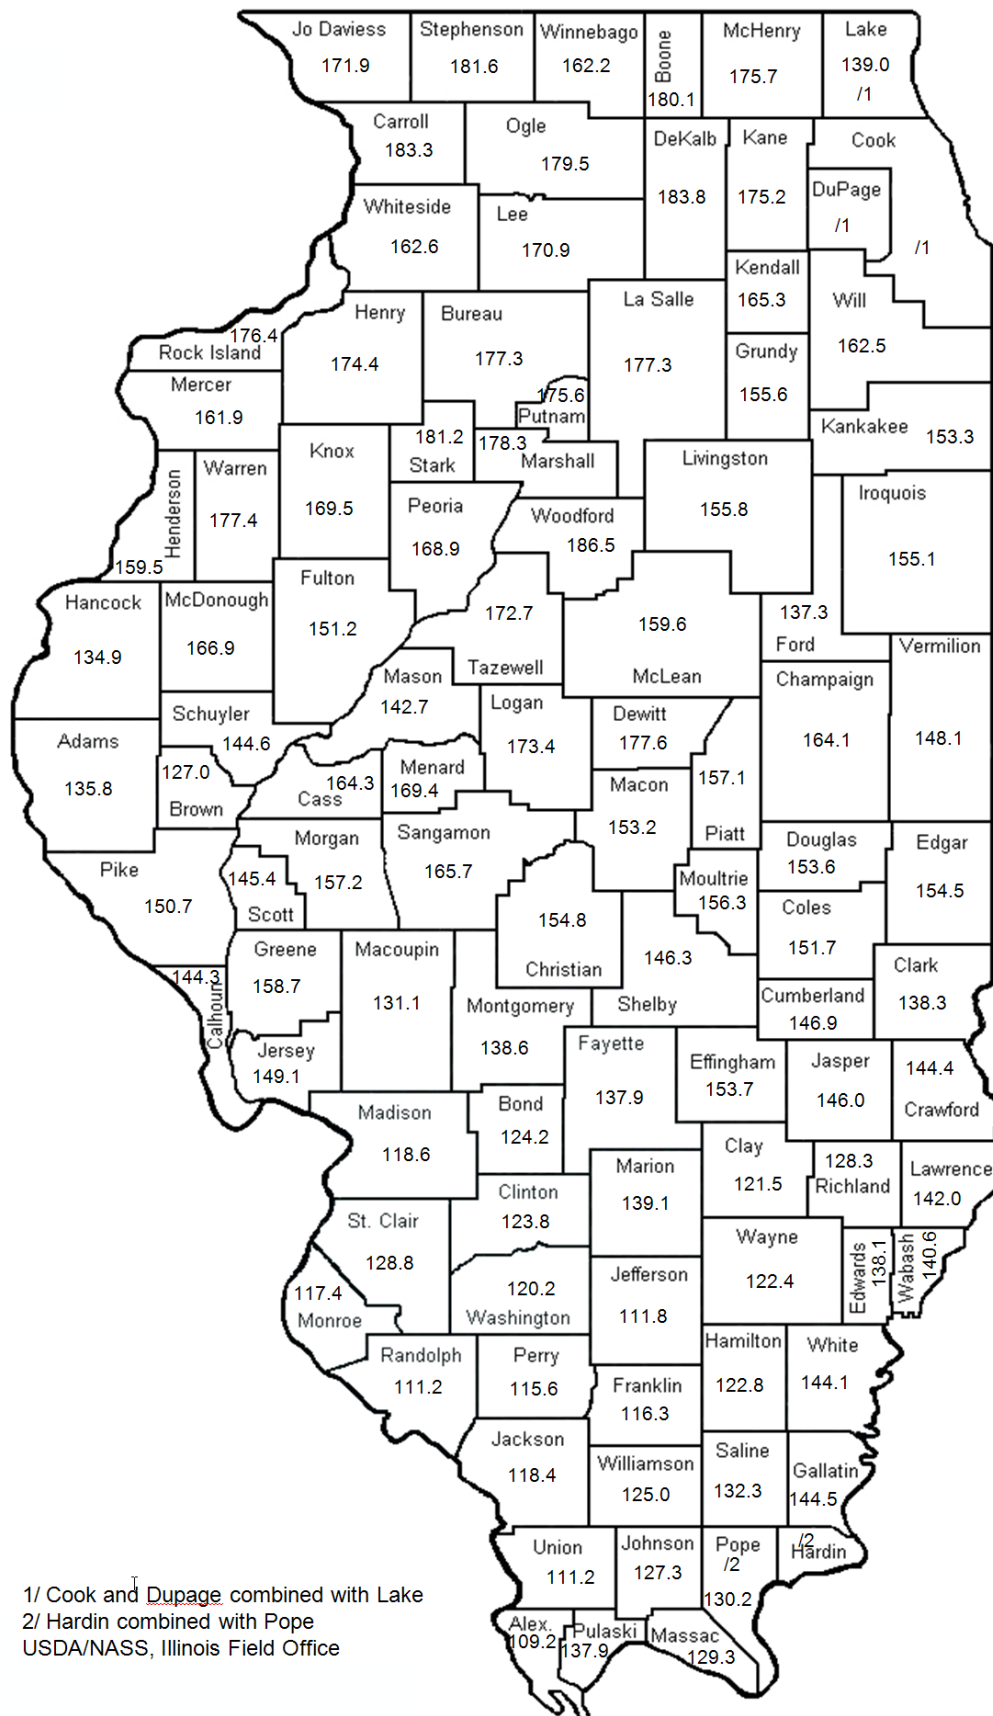 Jo Daviess
171.9
Stephenson
181.6
Winnebago
162.2
Boone
180.1
McHenry
175.7
Lake
139.0
/1
Carroll
183.3
Ogle
179.5
DeKalb
183.8
Kane
175.2
Cook
/1
DuPage
/1
Whiteside
162.6
Lee
170.9
Kendall
165.3
Will
162.5
Rock Island
176.4
Henry
174.4
Bureau
177.3
La Salle
177.3
Grundy
155.6
Putnam
175.6
Mercer
161.9
Kankakee
153.3
Knox
169.5
181.2
Stark
178.3
Marshall
Livingston
155.8
Henderson
159.5
Warren
177.4
Peoria
168.9
Woodford
186.5
Iroquois
155.1
Hancock
134.9
McDonough
166.9
Fulton
151.2
172.7
Tazewell
159.6
McLean
137.3
Ford
Vermilion
148.1
Mason
142.7
Logan
173.4
Dewitt
177.6
Champaign
164.1
Schuyler
144.6
Adams
135.8
127.0
Brown
164.3
Cass
Menard
169.4
Macon
153.2
157.1
Piatt
Morgan
157.2
Sangamon
165.7
Douglas
153.6
Edgar
154.5
Pike
150.7
145.4
Scott
Moultrie
156.3
Coles
151.7
154.8
Christian
146.3
Shelby
Greene
158.7
Macoupin
131.1
Montgomery
138.6
Clark
138.3
144.3
Calhoun
Cumberland
146.9
Jersey
149.1
Fayette
137.9
Effingham
153.7
Jasper
146.0
144.4
Crawford
Madison
118.6
Bond
124.2
Clay
121.5
128.3
Richland
Lawrence
142.0
Marion
139.1
Clinton
123.8
St. Clair
128.8
Wayne
122.4
Edwards
138.1
Wabash
140.6
117.4
Monroe
120.2
Washington
Jefferson
111.8
Randolph
111.2
Perry
115.6
Hamilton
122.8
White
144.1
Franklin
116.3
Jackson
118.4
Williamson
125.0
Saline
132.3
Gallatin
144.5
Union
111.2
Johnson
127.3
Pope
/2
130.2
/2
Hardin
Alex.
109.2
Pulaski
137.9
Massac
129.3
1/ Cook and Dupage combined with Lake
2/ Hardin combined with Pope
USDA/NASS, Illinois Field Office